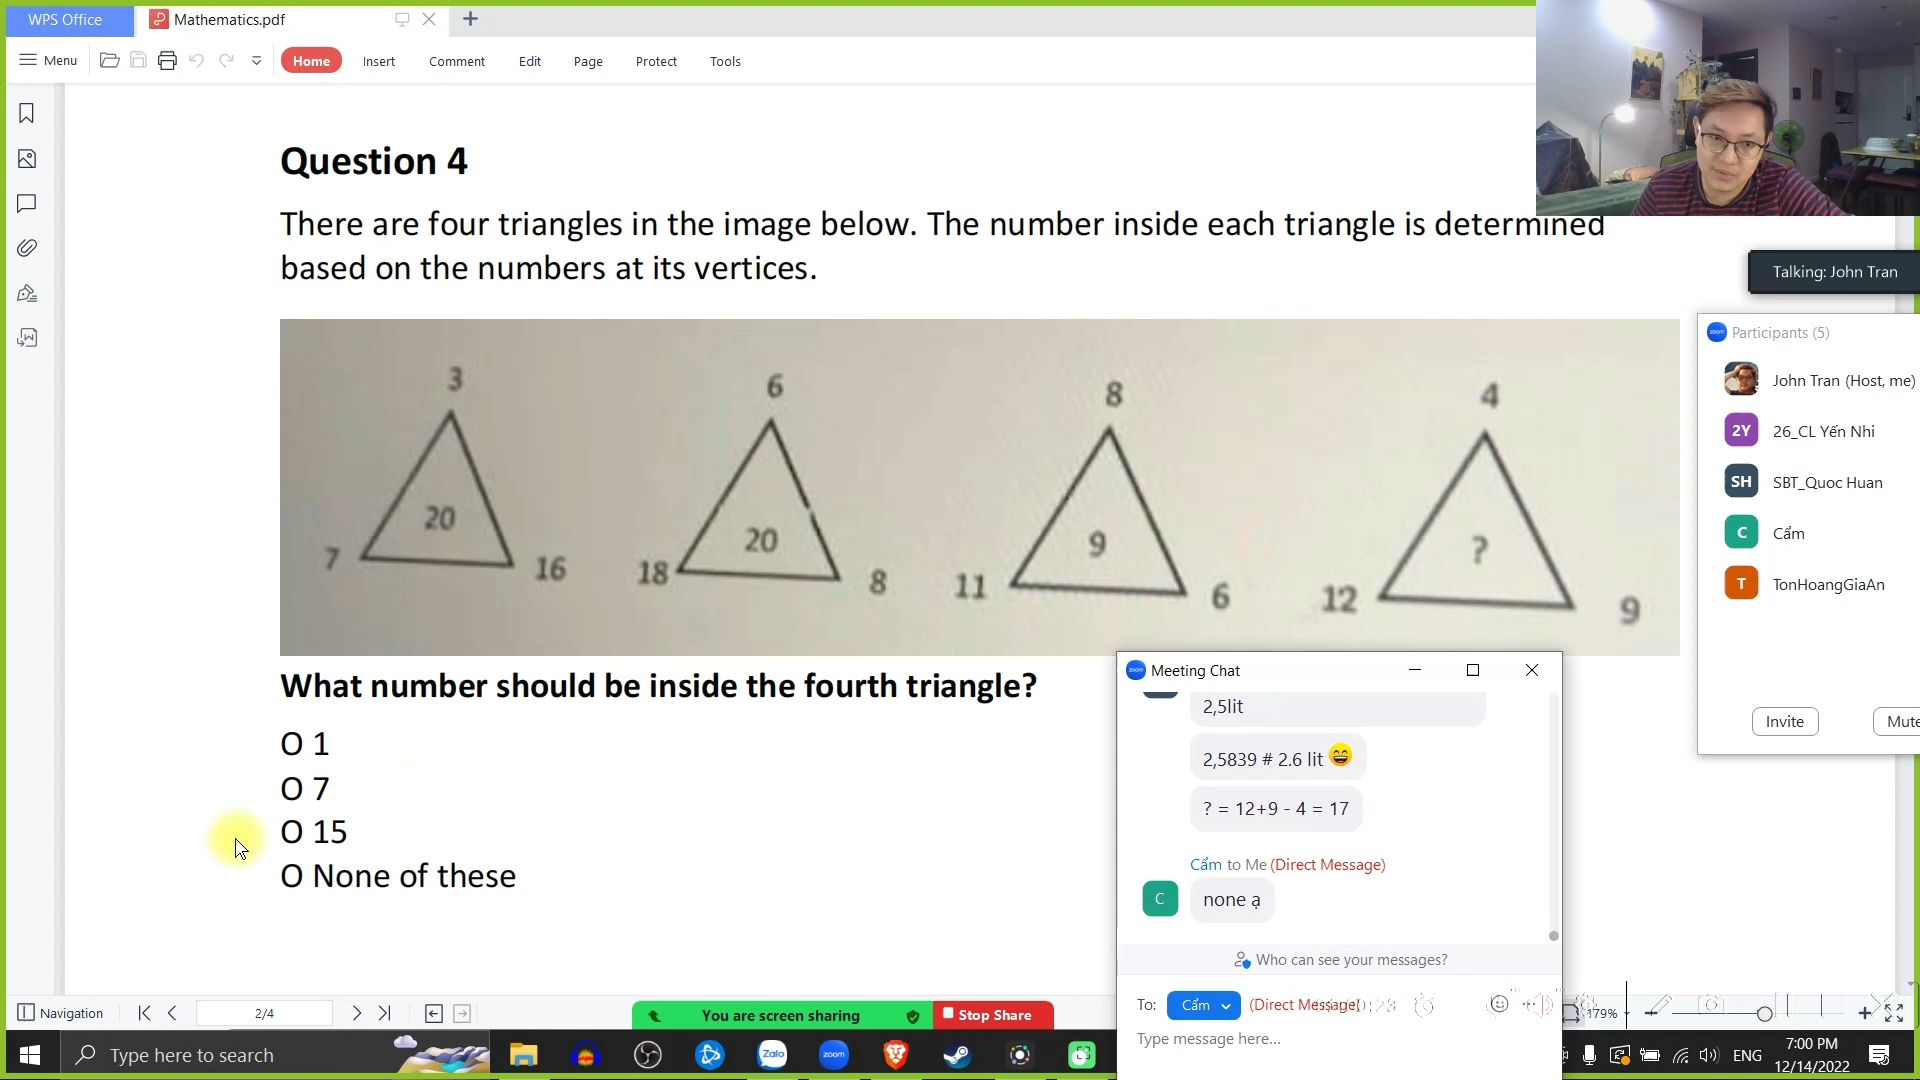 WPS Office
Mathematics.pdf
Menu
Home
Insert
Comment
Edit
Page
Protect
Tools
Question 4
There are four triangles in the image below. The number inside each triangle is determined
based on the numbers at its vertices.
3
6
8
4
20
20
9
?
7
16
18
8
11
6
12
9
What number should be inside the fourth triangle?
O 1
O 7
O 15
O None of these
Talking: John Tran
Participants (5)
John Tran (Host, me)
2Y
26_CL Yến Nhi
SH
SBT_Quoc Huan
C
Cẩm
T
TonHoangGiaAn
Invite
Mute
zoom
Meeting Chat
2,5lit
2,5839 # 2.6 lit
? = 12+9 - 4 = 17
Cẩm to Me (Direct Message)
C
none ạ
Who can see your messages?
To: Cẩm (Direct Message)
Type message here...
Navigation
2/4
You are screen sharing
Stop Share
179%
Type here to search
Zalo
zoom
ENG
7:00 PM
12/14/2022